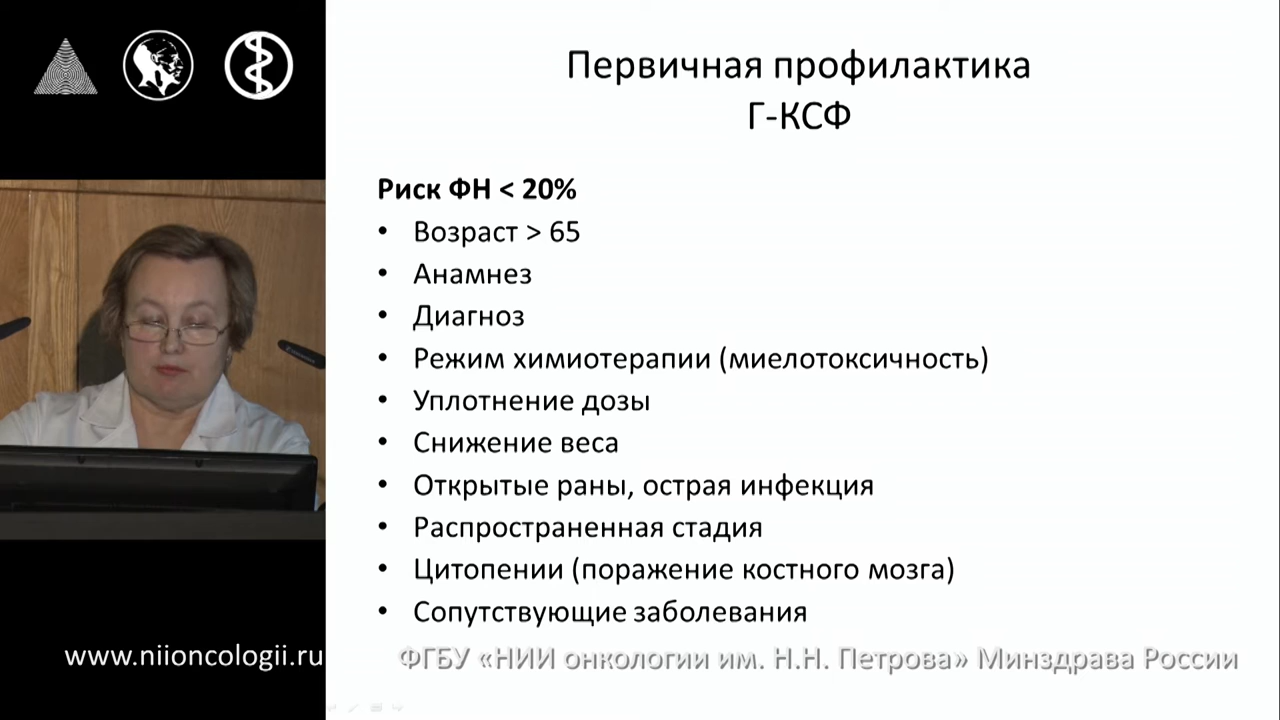 Первичная профилактика
Г-КСФ
Риск ФН < 20%
• Возраст > 65
• Анамнез
• Диагноз
• Режим химиотерапии (миелотоксичность)
• Уплотнение дозы
• Снижение веса
• Открытые раны, острая инфекция
• Распространенная стадия
• Цитопении (поражение костного мозга)
• Сопутствующие заболевания
www.niioncologii.ru
ФГБУ «НИИ онкологии им. Н.Н. Петрова» Минздрава России